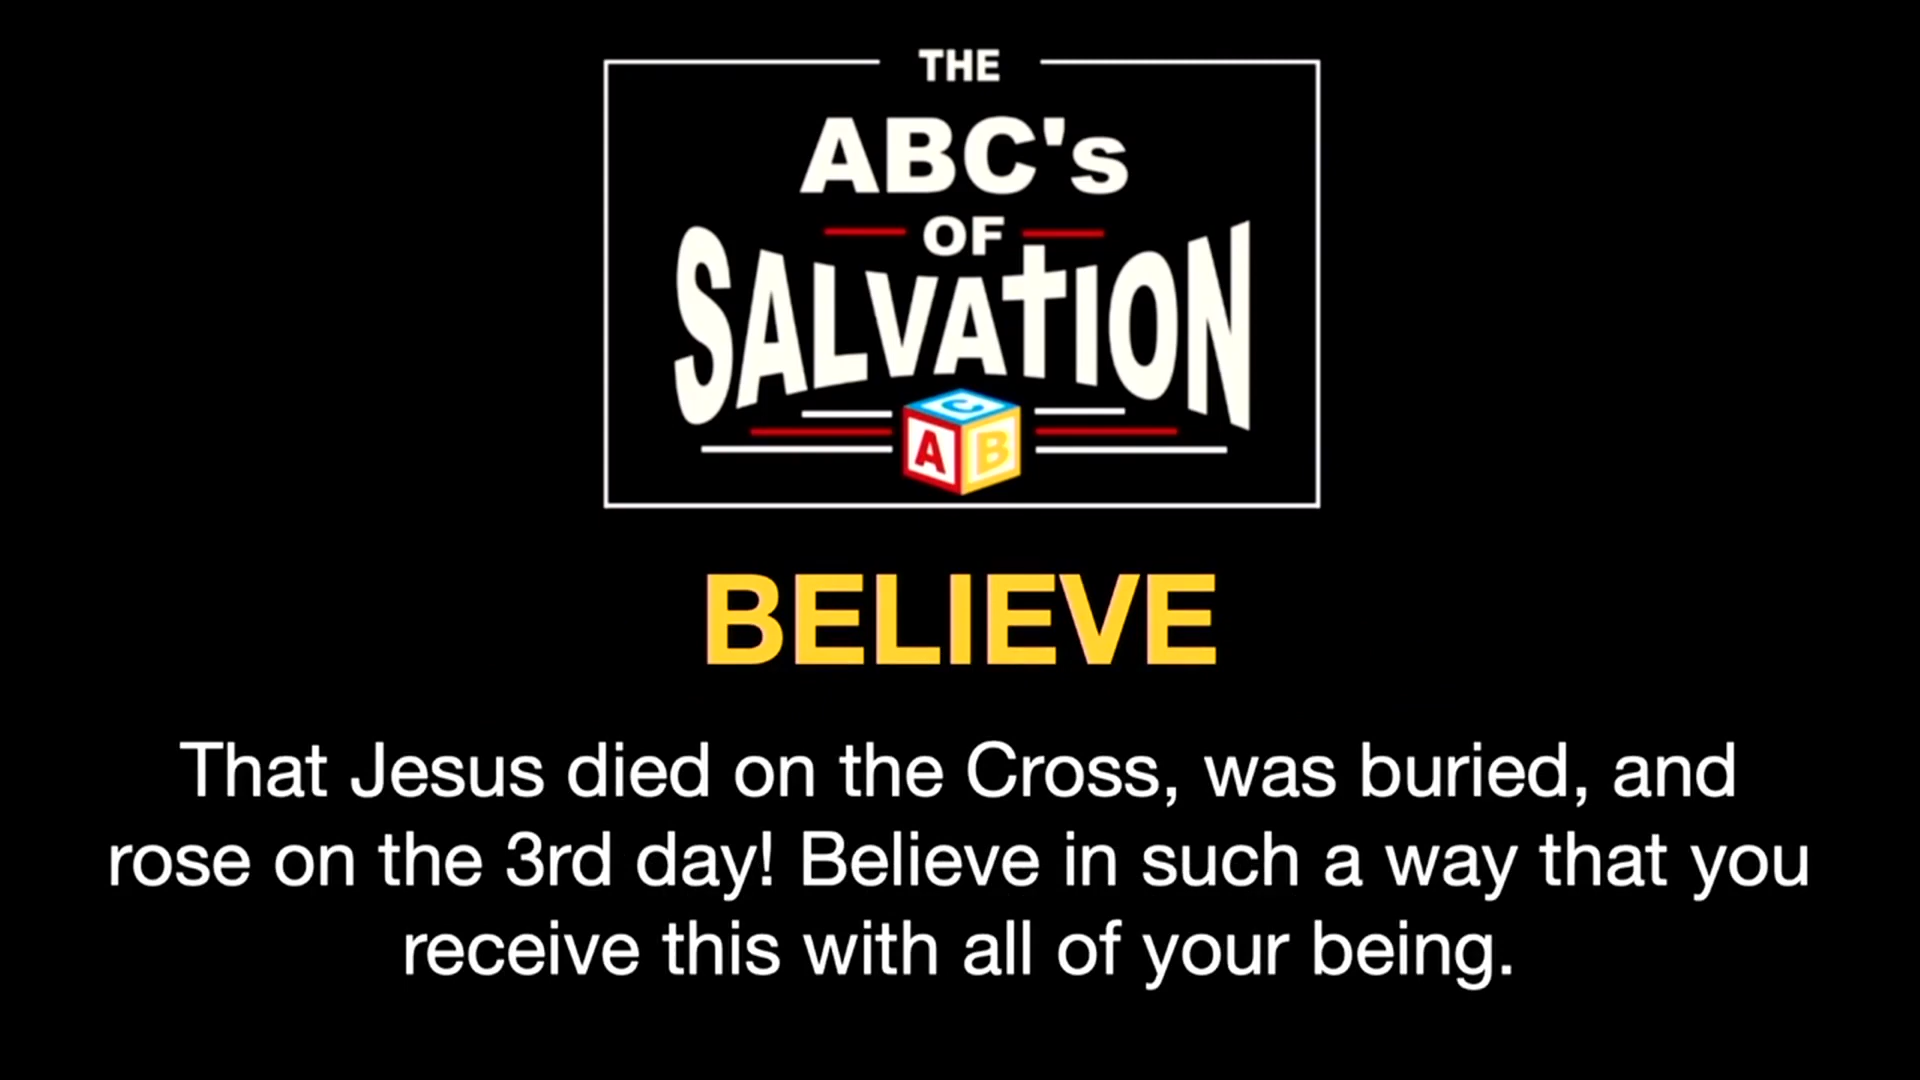 THE
ABC's
OF
SALVATION
C
A B
BELIEVE
That Jesus died on the Cross, was buried, and
rose on the 3rd day! Believe in such a way that you
receive this with all of your being.